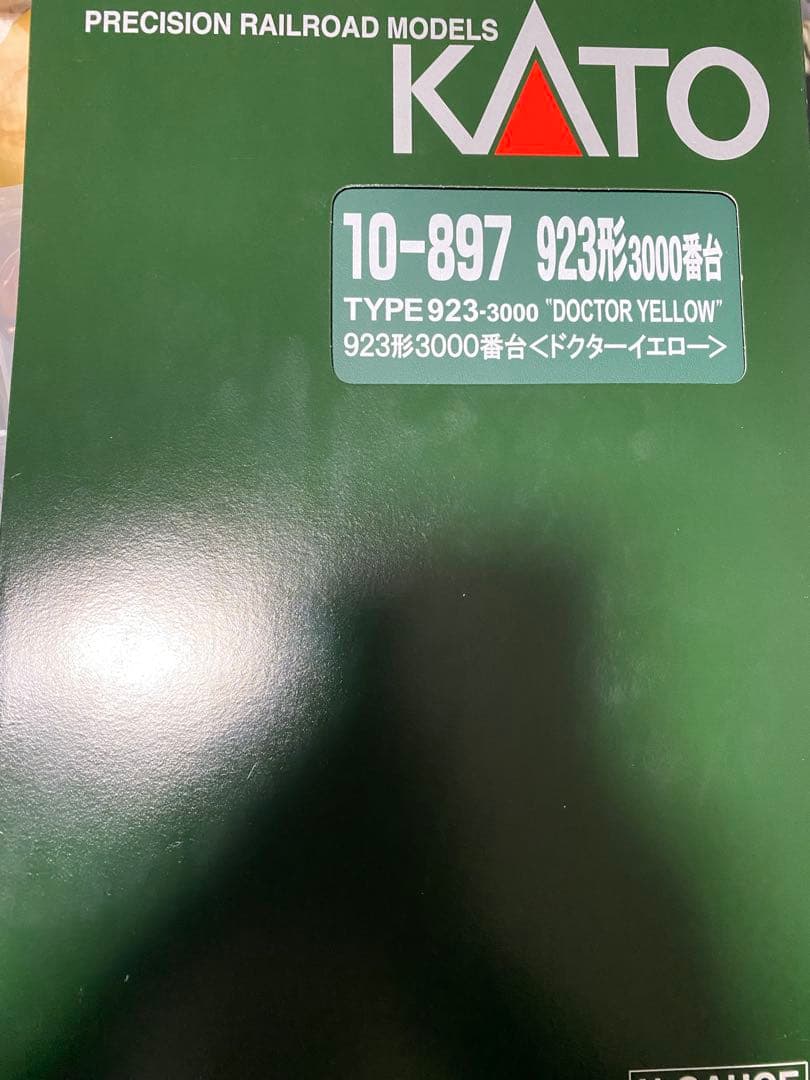 PRECISION RAILROAD MODELS
KATO
10-897 923形3000番台
TYPE 923-3000 "DOCTOR YELLOW"
923形3000番台<ドクターイエロー>